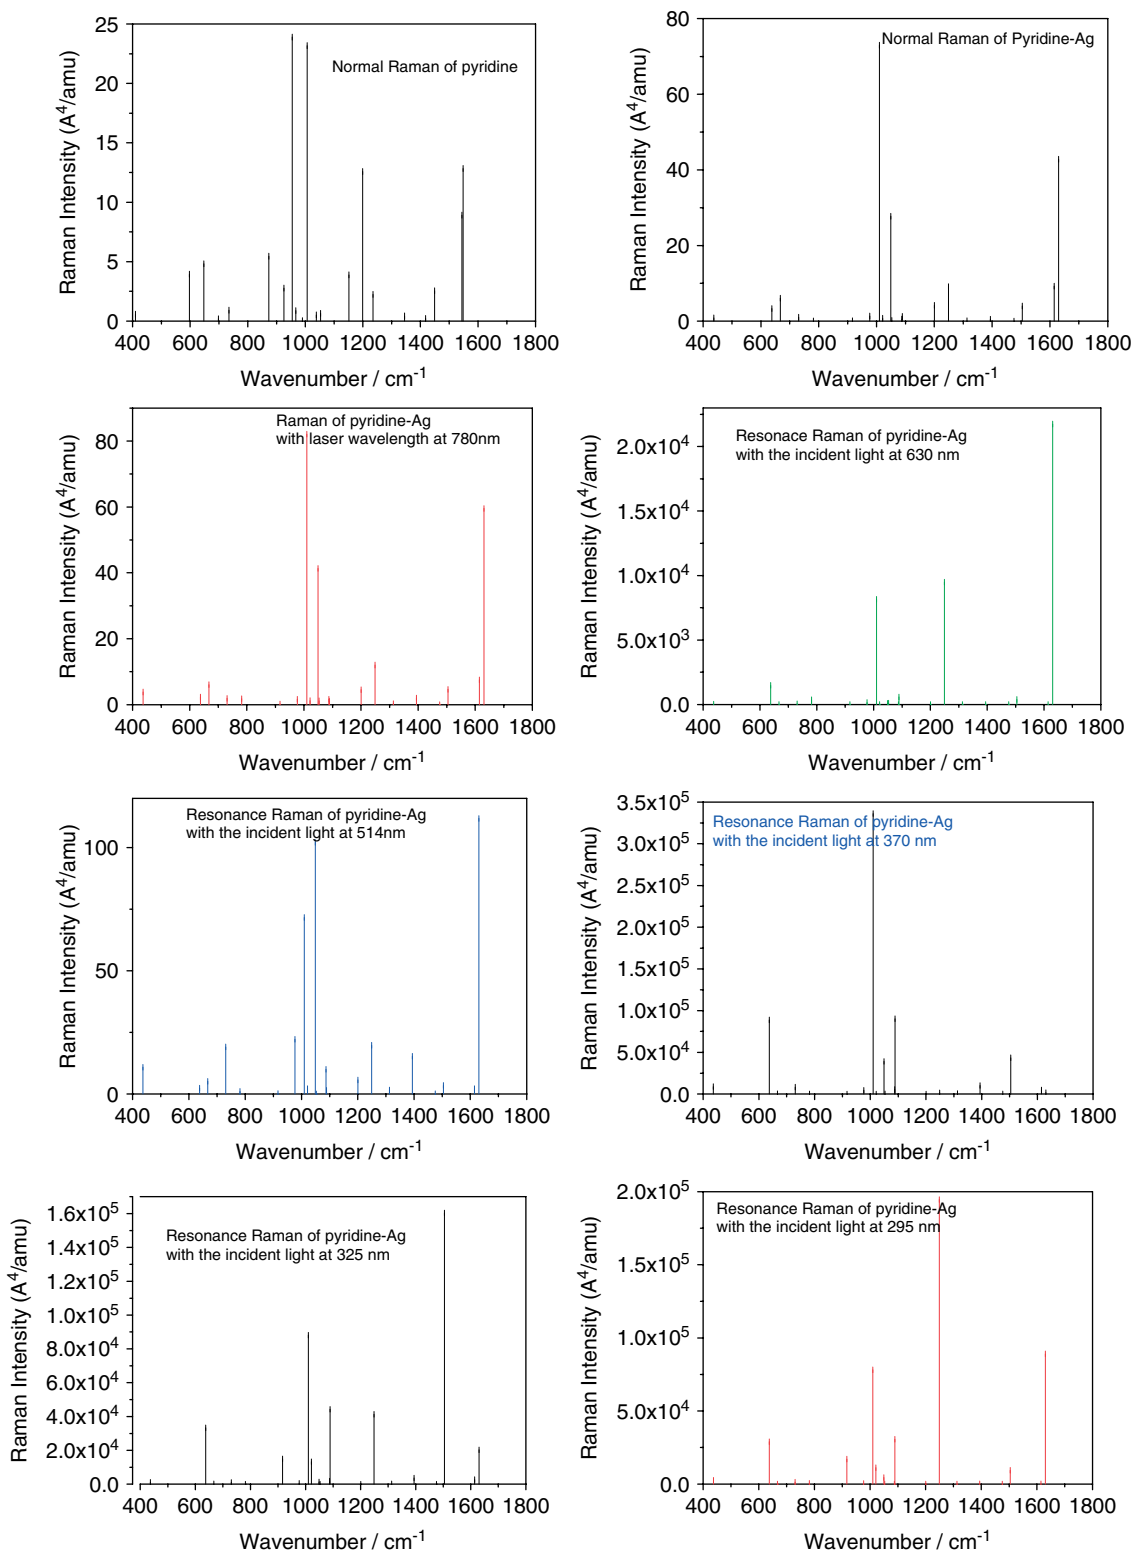 25
20
15
10
5
0
400 600 800 1000 1200 1400 1600 1800
Raman Intensity (A⁴/amu)
Wavenumber / cm⁻¹
Normal Raman of pyridine
80
60
40
20
0
400 600 800 1000 1200 1400 1600 1800
Raman Intensity (A⁴/amu)
Wavenumber / cm⁻¹
Normal Raman of Pyridine-Ag
80
60
40
20
0
400 600 800 1000 1200 1400 1600 1800
Raman Intensity (A⁴/amu)
Wavenumber / cm⁻¹
Raman of pyridine-Ag
with laser wavelength at 780nm
2.0x10⁴
1.5x10⁴
1.0x10⁴
5.0x10³
0.0
400 600 800 1000 1200 1400 1600 1800
Raman Intensity (A⁴/amu)
Wavenumber / cm⁻¹
Resonace Raman of pyridine-Ag
with the incident light at 630 nm
100
50
0
400 600 800 1000 1200 1400 1600 1800
Raman Intensity (A⁴/amu)
Wavenumber / cm⁻¹
Resonance Raman of pyridine-Ag
with the incident light at 514nm
3.5x10⁵
3.0x10⁵
2.5x10⁵
2.0x10⁵
1.5x10⁵
1.0x10⁵
5.0x10⁴
0.0
400 600 800 1000 1200 1400 1600 1800
Raman Intensity (A⁴/amu)
Wavenumber / cm⁻¹
Resonance Raman of pyridine-Ag
with the incident light at 370 nm
1.6x10⁵
1.4x10⁵
1.2x10⁵
1.0x10⁵
8.0x10⁴
6.0x10⁴
4.0x10⁴
2.0x10⁴
0.0
400 600 800 1000 1200 1400 1600 1800
Raman Intensity (A⁴/amu)
Wavenumber / cm⁻¹
Resonance Raman of pyridine-Ag
with the incident light at 325 nm
2.0x10⁵
1.5x10⁵
1.0x10⁵
5.0x10⁴
0.0
400 600 800 1000 1200 1400 1600 1800
Raman Intensity (A⁴/amu)
Wavenumber / cm⁻¹
Resonance Raman of pyridine-Ag
with the incident light at 295 nm